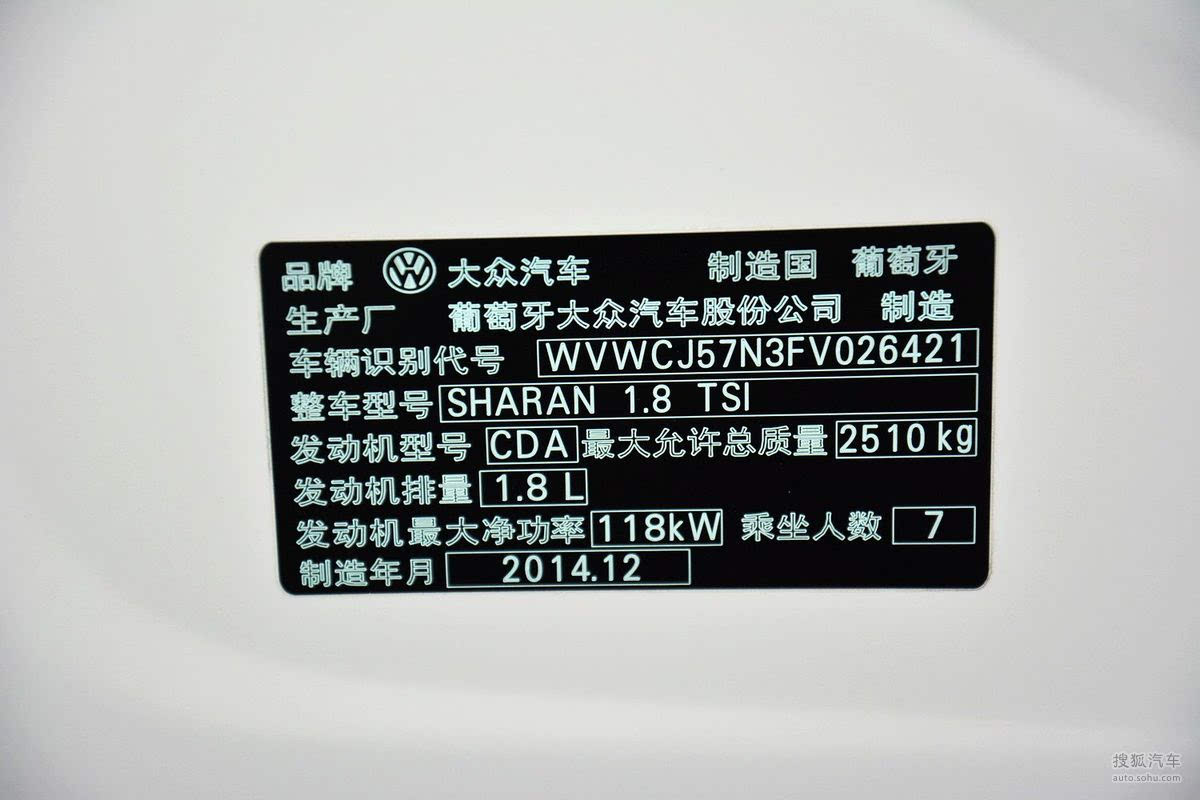 品牌 大众汽车 制造国 葡萄牙
生产厂 葡萄牙大众汽车股份公司 制造
车辆识别代号 WVWCJ57N3FV026421
整车型号 SHARAN 1.8 TSI
发动机型号 CDA 最大允许总质量 2510 kg
发动机排量 1.8 L
发动机最大净功率 118kW 乘坐人数 7
制造年月 2014.12
搜狐汽车
auto.sohu.com